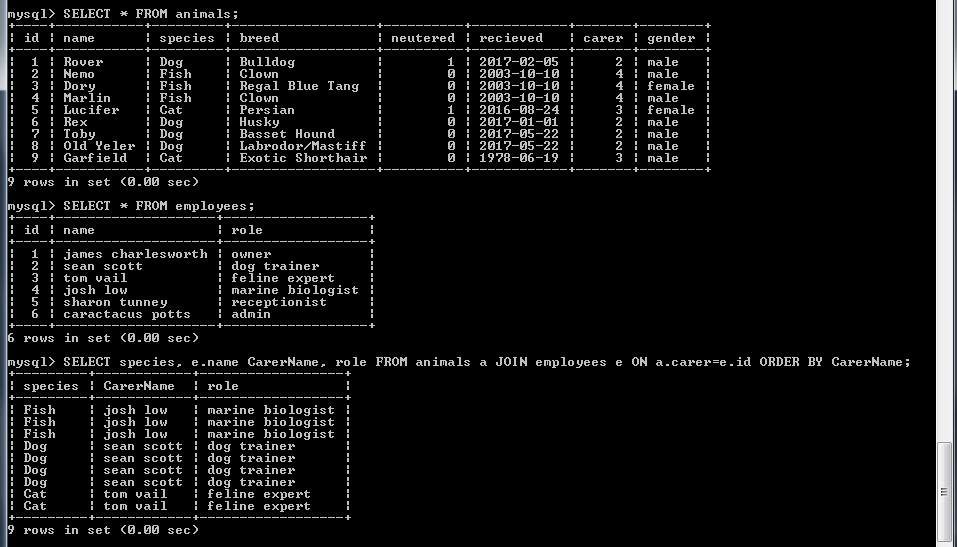 mysql> SELECT * FROM animals;
id | name | species | breed | neutered | recieved | carer | gender
1 | Rover | Dog | Bulldog | 1 | 2017-02-05 | 2 | male
2 | Nemo | Fish | Clown | 0 | 2003-10-10 | 4 | male
3 | Dory | Fish | Regal Blue Tang | 0 | 2003-10-10 | 4 | female
4 | Marlin | Fish | Clown | 0 | 2003-10-10 | 4 | male
5 | Lucifer | Cat | Persian | 1 | 2016-08-24 | 3 | female
6 | Rex | Dog | Husky | 0 | 2017-01-01 | 2 | male
7 | Toby | Dog | Basset Hound | 0 | 2017-05-22 | 2 | male
8 | Old Yeler | Dog | Labrodor/Mastiff | 0 | 2017-05-22 | 2 | male
9 | Garfield | Cat | Exotic Shorthair | 0 | 1978-06-19 | 3 | male
9 rows in set (0.00 sec)
mysql> SELECT * FROM employees;
id | name | role
1 | james charlesworth | owner
2 | sean scott | dog trainer
3 | tom vail | feline expert
4 | josh low | marine biologist
5 | sharon tunney | receptionist
6 | caractacus potts | admin
6 rows in set (0.00 sec)
mysql> SELECT species, e.name CarerName, role FROM animals a JOIN employees e ON a.carer=e.id ORDER BY CarerName;
species | CarerName | role
Fish | josh low | marine biologist
Fish | josh low | marine biologist
Fish | josh low | marine biologist
Dog | sean scott | dog trainer
Dog | sean scott | dog trainer
Dog | sean scott | dog trainer
Dog | sean scott | dog trainer
Cat | tom vail | feline expert
Cat | tom vail | feline expert
9 rows in set (0.00 sec)